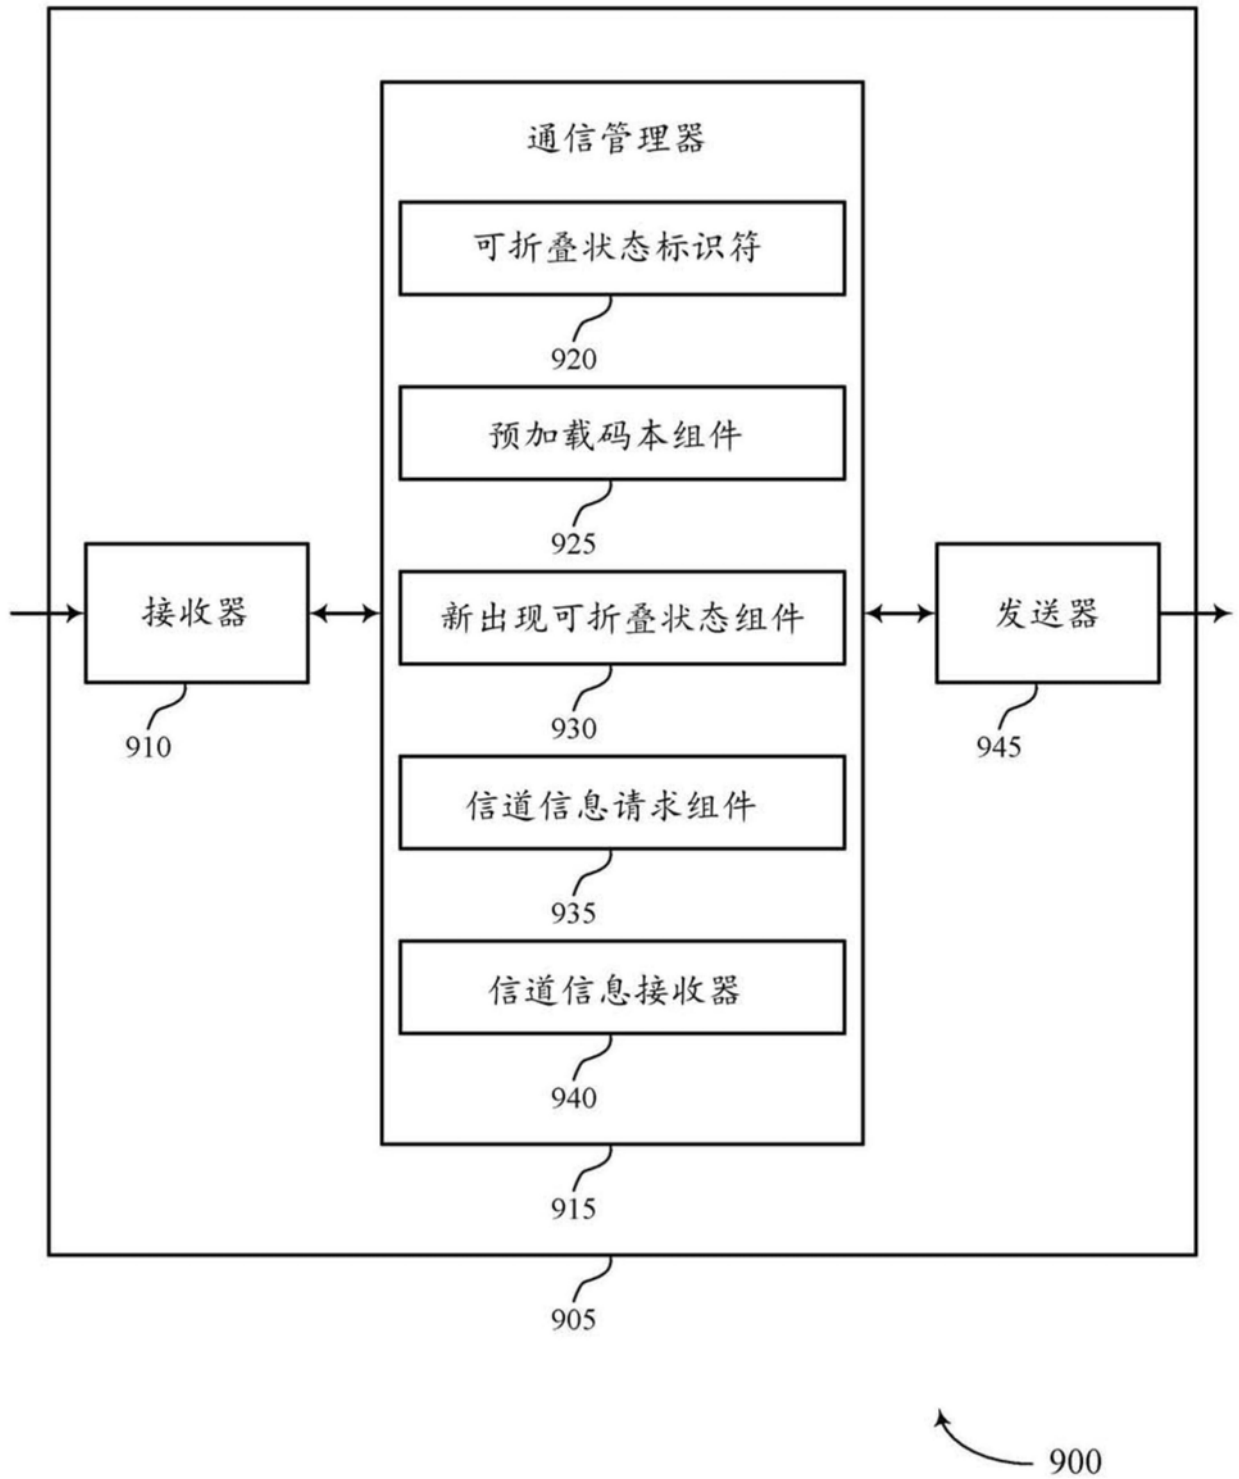 通信管理器
可折叠状态标识符
920
预加载码本组件
925
接收器
910
新出现可折叠状态组件
930
发送器
945
信道信息请求组件
935
信道信息接收器
940
915
905
900